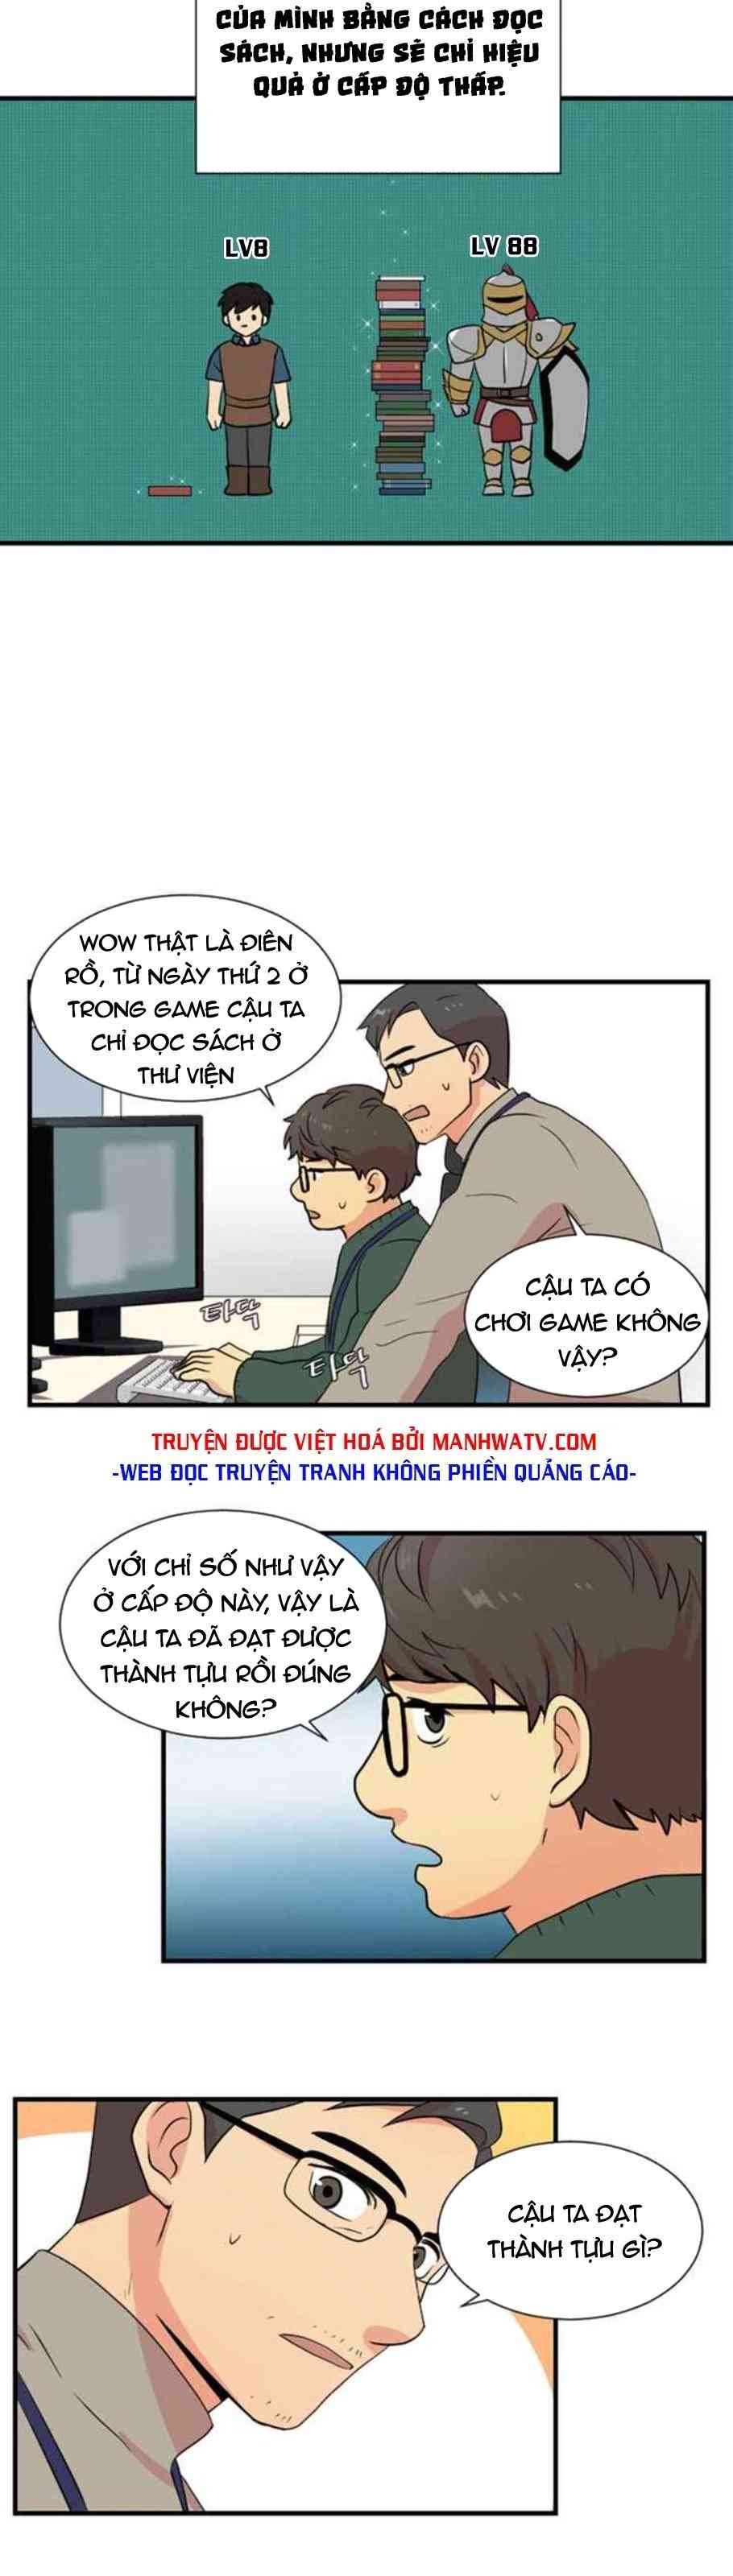 CỦA MÌNH BẰNG CÁCH ĐỌC
SÁCH, NHƯNG SẼ CHỈ HIỆU
QUẢ Ở CẤP ĐỘ THẤP.
LV8
LV 88
WOW THẬT LÀ ĐIÊN
RỒ, TỪ NGÀY THỨ 2 Ở
TRONG GAME CẬU TA
CHỈ ĐỌC SÁCH Ở
THƯ VIỆN
타닥
타닥
CẬU TA CÓ
CHƠI GAME KHÔNG
VẬY?
TRUYỆN ĐƯỢC VIỆT HOÁ BỞI MANHWATV.COM
-WEB ĐỌC TRUYỆN TRANH KHÔNG PHIỀN QUẢNG CÁO-
VỚI CHỈ SỐ NHƯ VẬY
Ở CẤP ĐỘ NÀY, VẬY LÀ
CẬU TA ĐÃ ĐẠT ĐƯỢC
THÀNH TỰU RỒI ĐÚNG
KHÔNG?
CẬU TA ĐẠT
THÀNH TỰU GÌ?